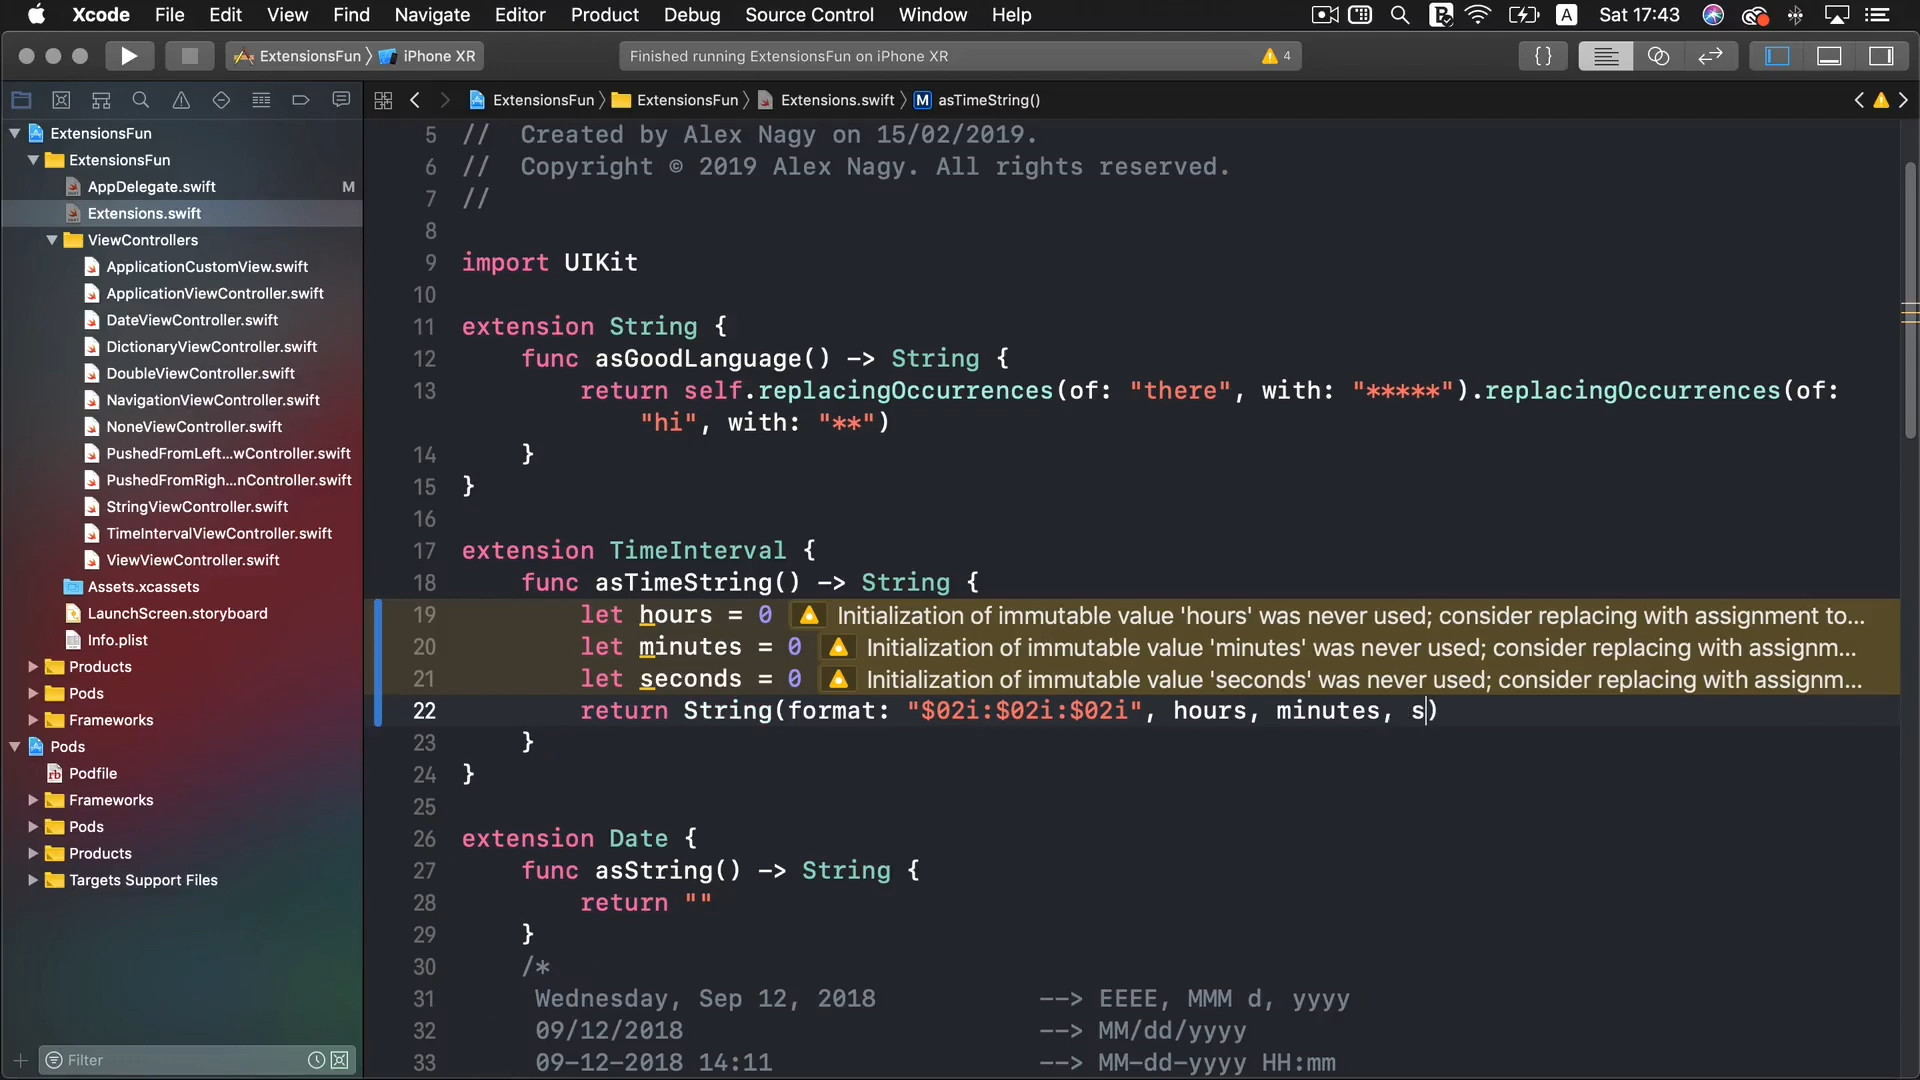 Xcode File Edit View Find Navigate Editor Product Debug Source Control Window Help A Sat 17:43
ExtensionsFun 〉 iPhone XR Finished running ExtensionsFun on iPhone XR 4 {}
ExtensionsFun 〉 ExtensionsFun 〉 Extensions.swift 〉 M asTimeString()
ExtensionsFun
ExtensionsFun
AppDelegate.swift M
Extensions.swift
ViewControllers
ApplicationCustomView.swift
ApplicationViewController.swift
DateViewController.swift
DictionaryViewController.swift
DoubleViewController.swift
NavigationViewController.swift
NoneViewController.swift
PushedFromLeft...wController.swift
PushedFromRigh...nController.swift
StringViewController.swift
TimeIntervalViewController.swift
ViewViewController.swift
Assets.xcassets
LaunchScreen.storyboard
Info.plist
Products
Pods
Frameworks
Pods
rb Podfile
Frameworks
Pods
Products
Targets Support Files
Filter
5 // Created by Alex Nagy on 15/02/2019.
6 // Copyright © 2019 Alex Nagy. All rights reserved.
7 //
8
9 import UIKit
10
11 extension String {
12 func asGoodLanguage() -> String {
13 return self.replacingOccurrences(of: "there", with: "*****").replacingOccurrences(of:
"hi", with: "**")
14 }
15 }
16
17 extension TimeInterval {
18 func asTimeString() -> String {
19 let hours = 0 Initialization of immutable value 'hours' was never used; consider replacing with assignment to...
20 let minutes = 0 Initialization of immutable value 'minutes' was never used; consider replacing with assignm...
21 let seconds = 0 Initialization of immutable value 'seconds' was never used; consider replacing with assignm...
22 return String(format: "$02i:$02i:$02i", hours, minutes, s)
23 }
24 }
25
26 extension Date {
27 func asString() -> String {
28 return ""
29 }
30 /*
31 Wednesday, Sep 12, 2018 --> EEEE, MMM d, yyyy
32 09/12/2018 --> MM/dd/yyyy
33 09-12-2018 14:11 --> MM-dd-yyyy HH:mm